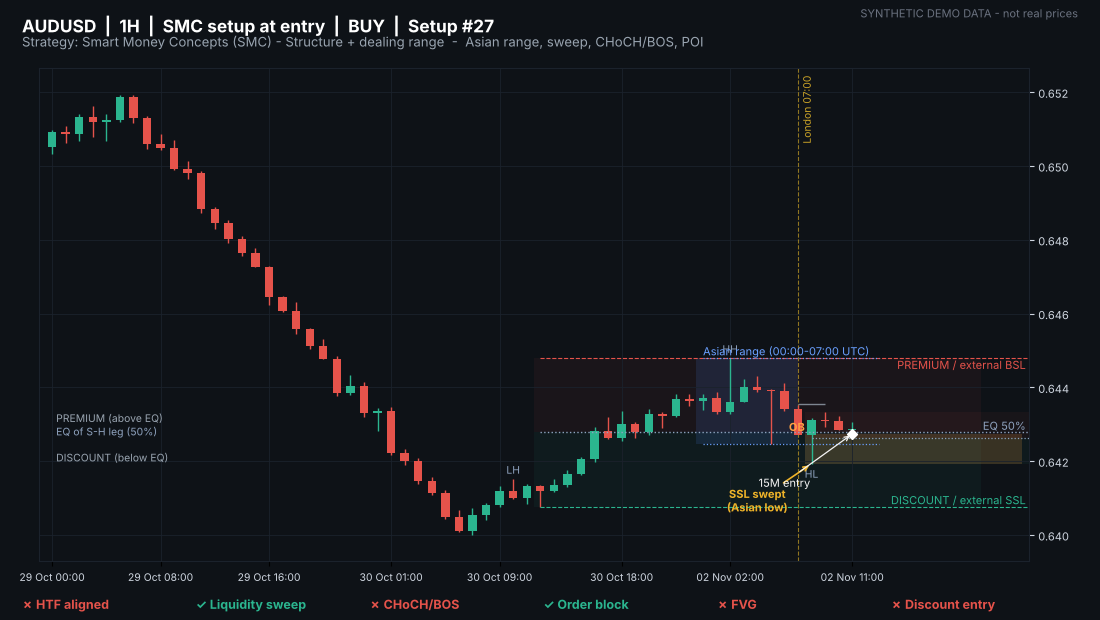 SYNTHETIC DEMO DATA - not real prices
AUDUSD | 1H | SMC setup at entry | BUY | Setup #27
Strategy: Smart Money Concepts (SMC) - Structure + dealing range - Asian range, sweep, CHoCH/BOS, POI
London 07:00
0.652
0.650
0.648
0.646
0.644
0.642
0.640
HH
Asian range (00:00-07:00 UTC)
PREMIUM / external BSL
PREMIUM (above EQ)
EQ of S-H leg (50%)
DISCOUNT (below EQ)
OB
EQ 50%
LH
HL
15M entry
SSL swept
(Asian low)
DISCOUNT / external SSL
29 Oct 00:00
29 Oct 08:00
29 Oct 16:00
30 Oct 01:00
30 Oct 09:00
30 Oct 18:00
02 Nov 02:00
02 Nov 11:00
× HTF aligned
✓ Liquidity sweep
× CHoCH/BOS
✓ Order block
× FVG
× Discount entry